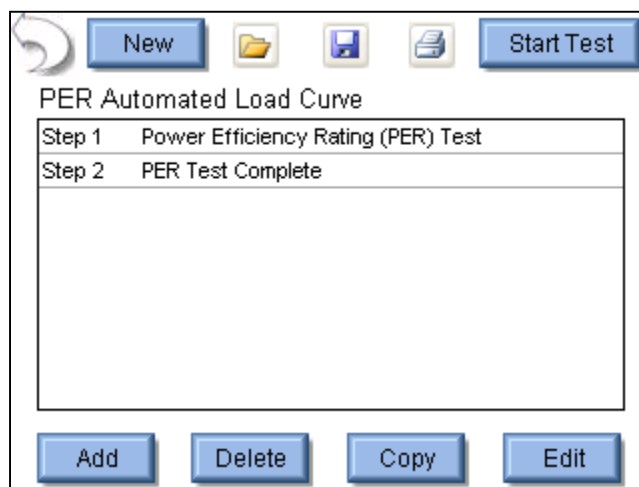 New Start Test
PER Automated Load Curve
Step 1 Power Efficiency Rating (PER) Test
Step 2 PER Test Complete
Add Delete Copy Edit